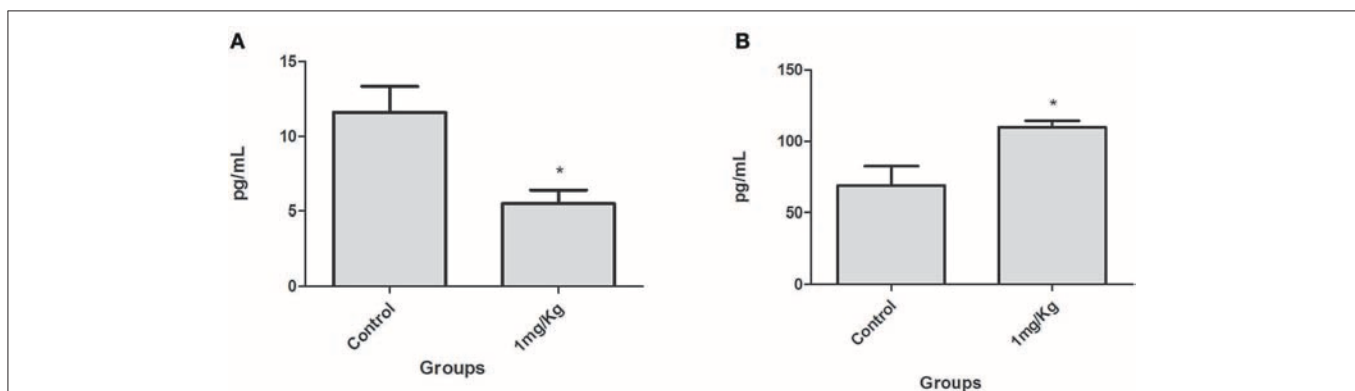 A
15
10
5
0
pg/mL
*
Control
1mg/Kg
Groups
B
150
100
50
0
pg/mL
*
Control
1mg/Kg
Groups